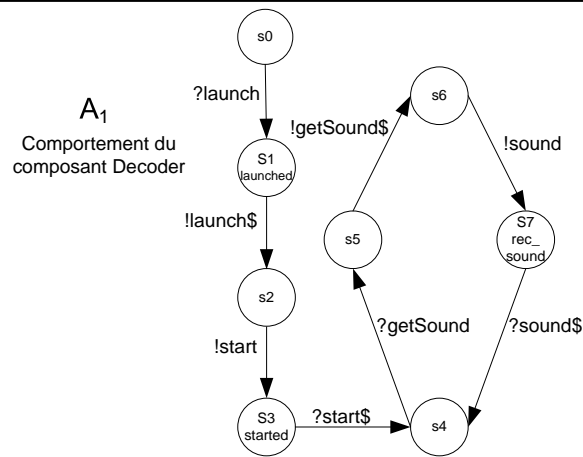 s0
?launch
A₁
Comportement du
composant Decoder
S1
launched
!launch$
s2
!start
S3
started
?start$
s4
?getSound
s5
!getSound$
s6
!sound
S7
rec_
sound
?sound$